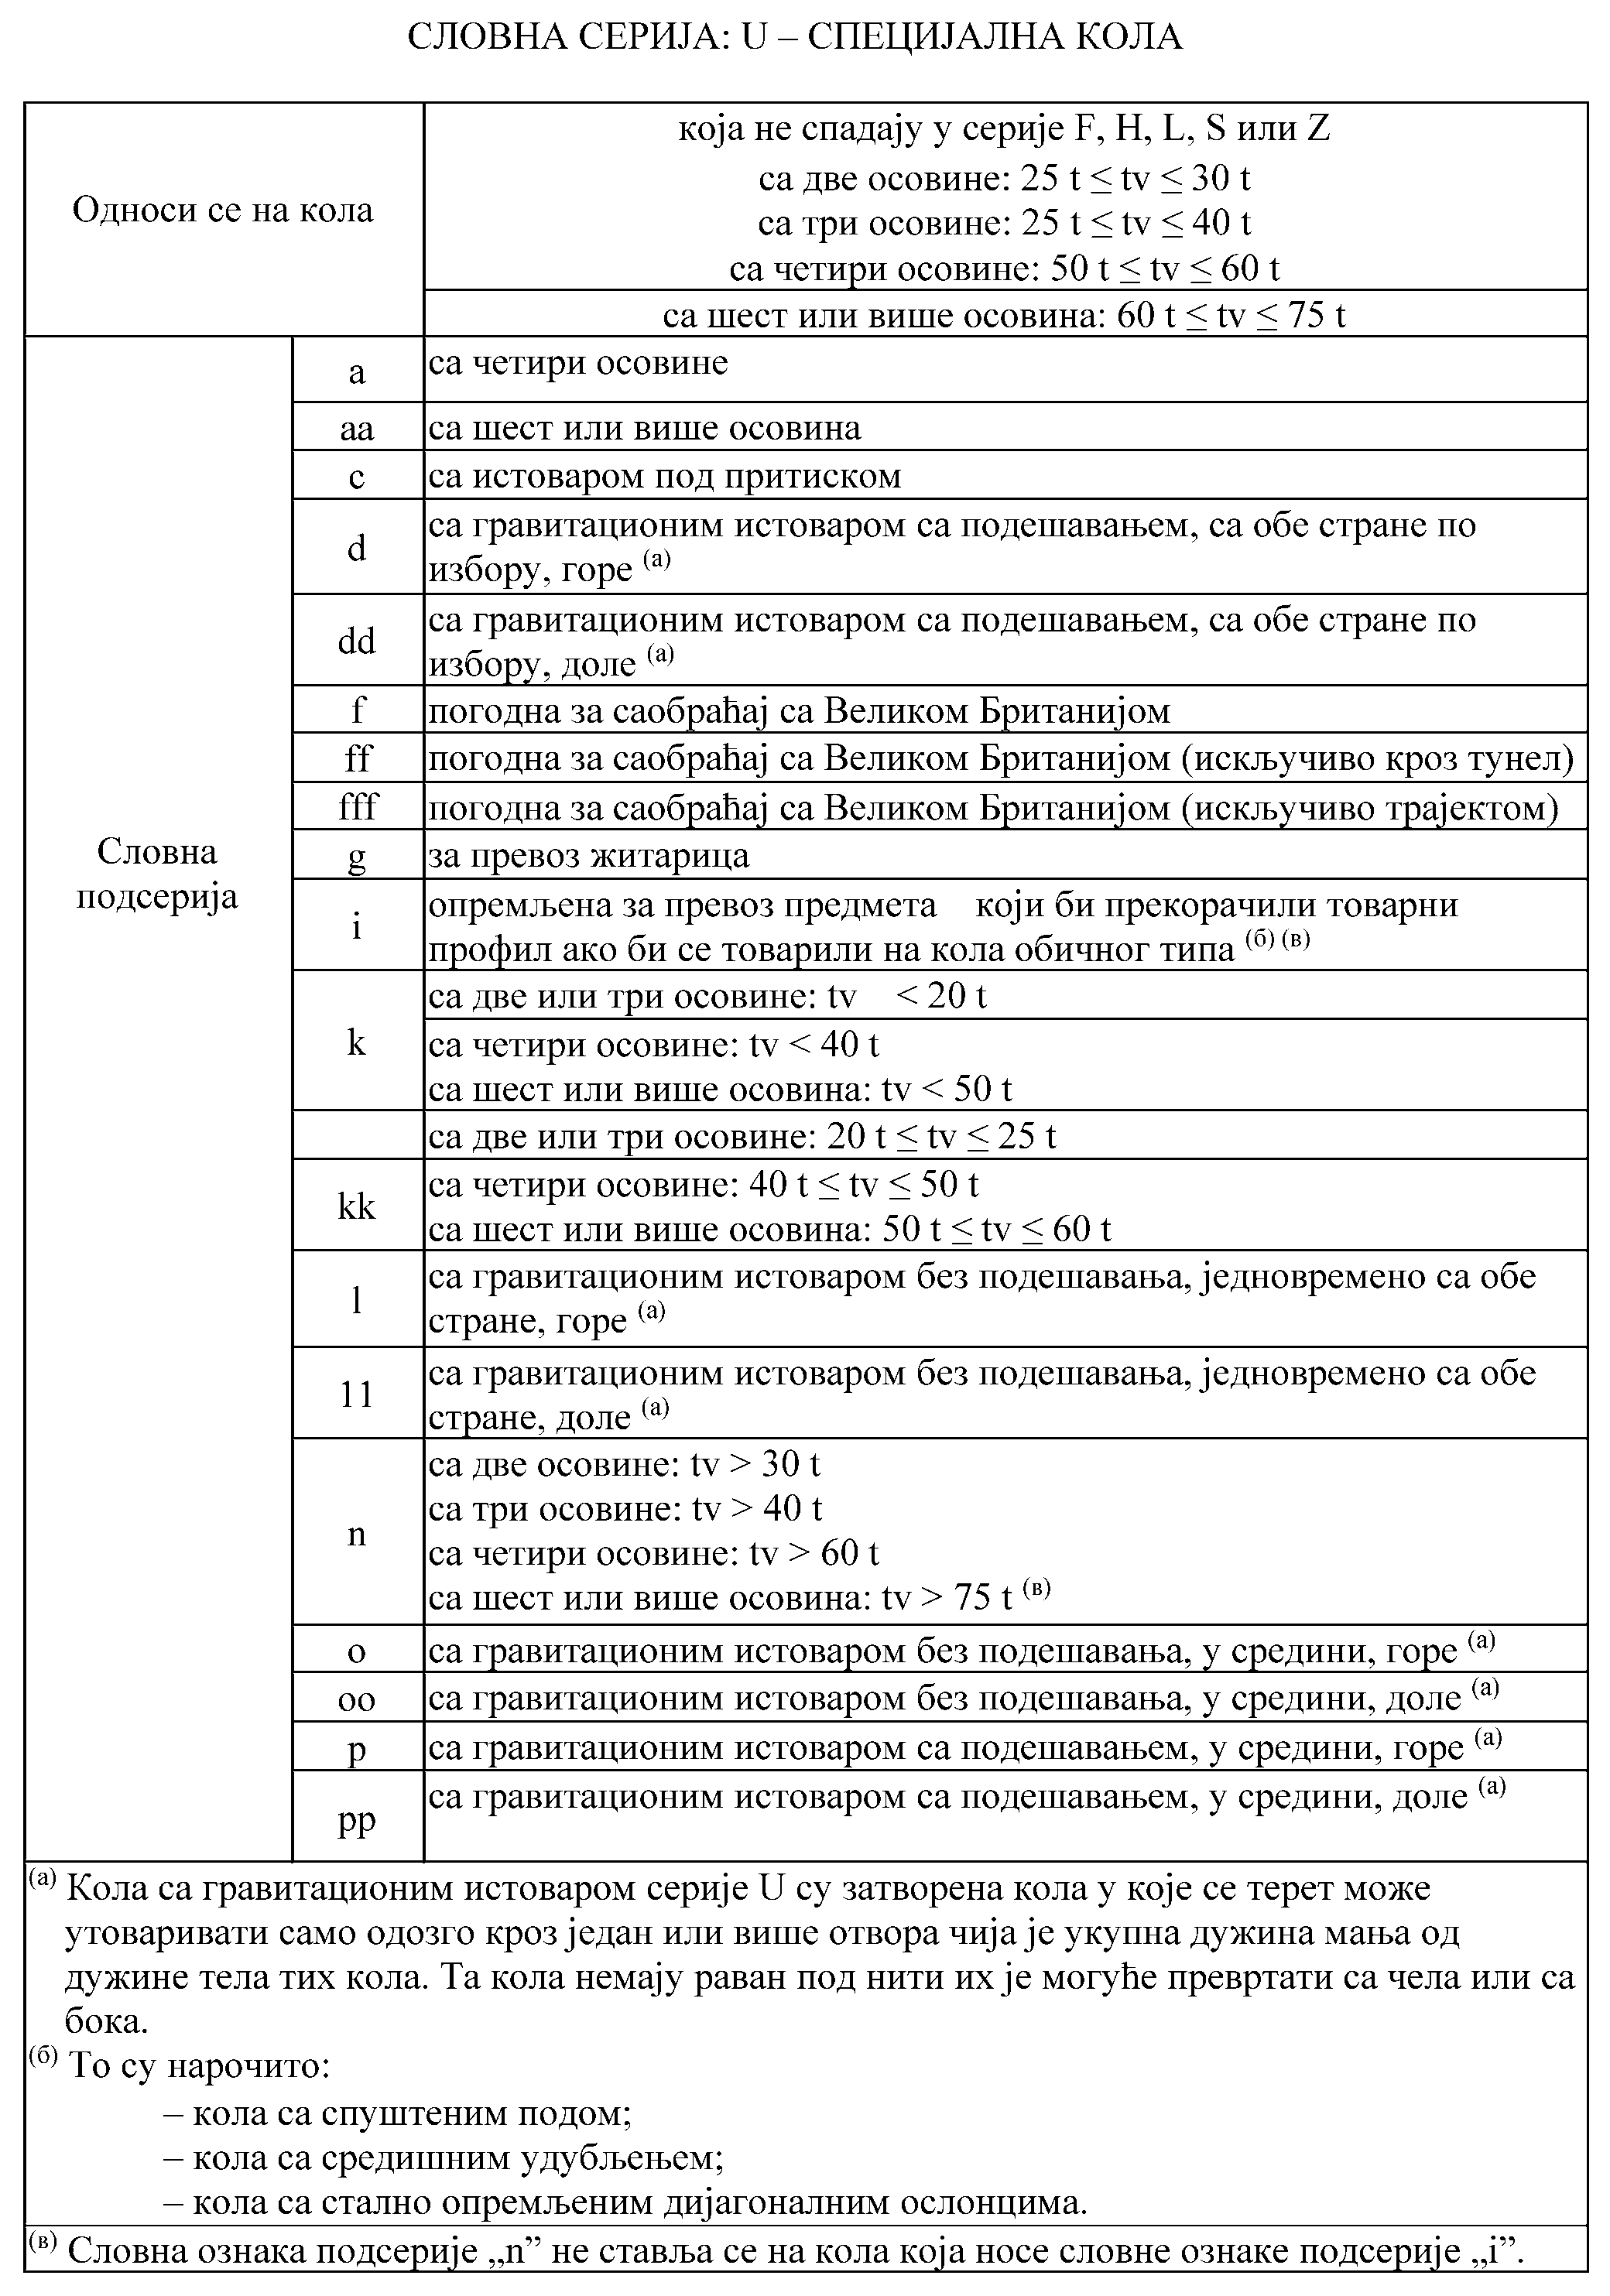 СЛОВНА СЕРИЈА: U – СПЕЦИЈАЛНА КОЛА
Односи се на кола
која не спадају у серије F, H, L, S или Z
са две осовине: 25 t ≤ tv ≤ 30 t
са три осовине: 25 t ≤ tv ≤ 40 t
са четири осовине: 50 t ≤ tv ≤ 60 t
са шест или више осовина: 60 t ≤ tv ≤ 75 t
Словна
подсерија
a
са четири осовине
aa
са шест или више осовина
c
са истоваром под притиском
d
са гравитационим истоваром са подешавањем, са обе стране по
избору, горе (а)
dd
са гравитационим истоваром са подешавањем, са обе стране по
избору, доле (а)
f
погодна за саобраћај са Великом Британијом
ff
погодна за саобраћај са Великом Британијом (искључиво кроз тунел)
fff
погодна за саобраћај са Великом Британијом (искључиво трајектом)
g
за превоз житарица
i
опремљена за превоз предмета који би прекорачили товарни
профил ако би се товарили на кола обичног типа (б) (в)
k
са две или три осовине: tv < 20 t
са четири осовине: tv < 40 t
са шест или више осовина: tv < 50 t
са две или три осовине: 20 t ≤ tv ≤ 25 t
kk
са четири осовине: 40 t ≤ tv ≤ 50 t
са шест или више осовина: 50 t ≤ tv ≤ 60 t
l
са гравитационим истоваром без подешавања, једновремено са обе
стране, горе (а)
11
са гравитационим истоваром без подешавања, једновремено са обе
стране, доле (а)
n
са две осовине: tv > 30 t
са три осовине: tv > 40 t
са четири осовине: tv > 60 t
са шест или више осовина: tv > 75 t (в)
o
са гравитационим истоваром без подешавања, у средини, горе (а)
oo
са гравитационим истоваром без подешавања, у средини, доле (а)
p
са гравитационим истоваром са подешавањем, у средини, горе (а)
pp
са гравитационим истоваром са подешавањем, у средини, доле (а)
(а) Кола са гравитационим истоваром серије U су затворена кола у које се терет може
утоваривати само одозго кроз један или више отвора чија је укупна дужина мања од
дужине тела тих кола. Та кола немају раван под нити их је могуће превртати са чела или са
бока.
(б) То су нарочито:
– кола са спуштеним подом;
– кола са средишним удубљењем;
– кола са стално опремљеним дијагоналним ослонцима.
(в) Словна ознака подсерије „n” не ставља се на кола која носе словне ознаке подсерије „i”.